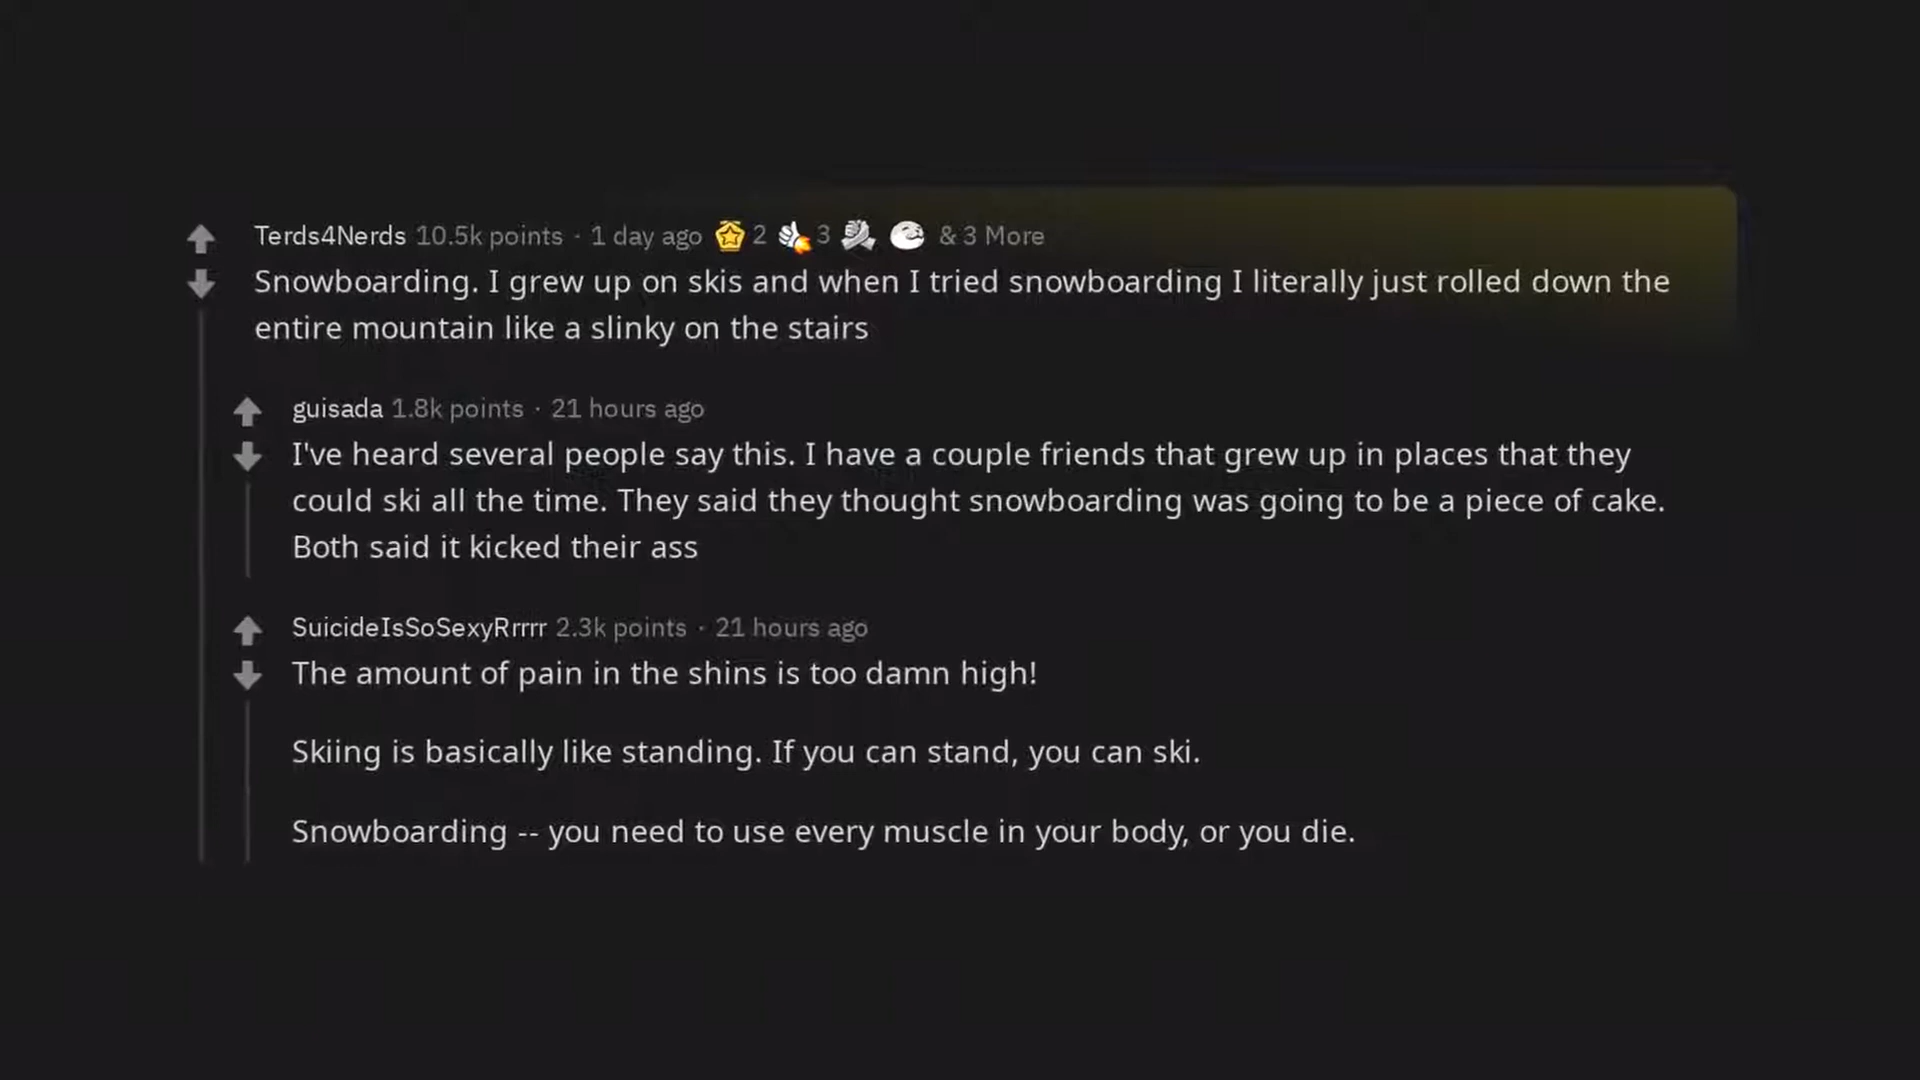 Terds4Nerds 10.5k points · 1 day ago 2 3 & 3 More
Snowboarding. I grew up on skis and when I tried snowboarding I literally just rolled down the
entire mountain like a slinky on the stairs
guisada 1.8k points · 21 hours ago
I've heard several people say this. I have a couple friends that grew up in places that they
could ski all the time. They said they thought snowboarding was going to be a piece of cake.
Both said it kicked their ass
SuicideIsSoSexyRrrrr 2.3k points · 21 hours ago
The amount of pain in the shins is too damn high!
Skiing is basically like standing. If you can stand, you can ski.
Snowboarding -- you need to use every muscle in your body, or you die.